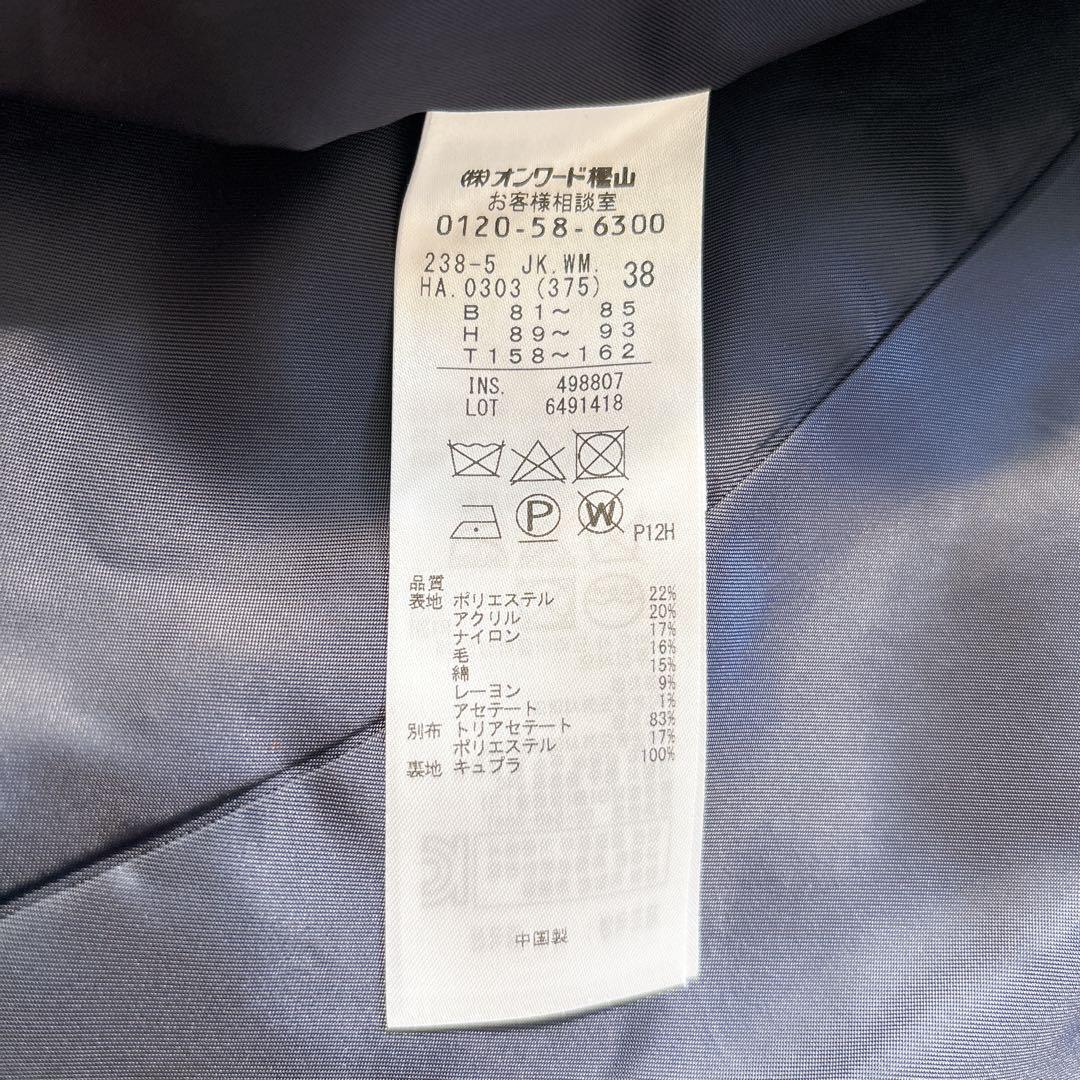 (株)オンワード樫山
お客様相談室
0120-58-6300
238-5 JK.WM. 38
HA.0303 (375)
B 81～ 85
H 89～ 93
T158～162
INS. 498807
LOT 6491418
P
W
P12H
品質
表地 ポリエステル 22%
アクリル 20%
ナイロン 17%
毛 16%
綿 15%
レーヨン 9%
アセテート 1%
別布 トリアセテート 83%
ポリエステル 17%
裏地 キュプラ 100%
中国製